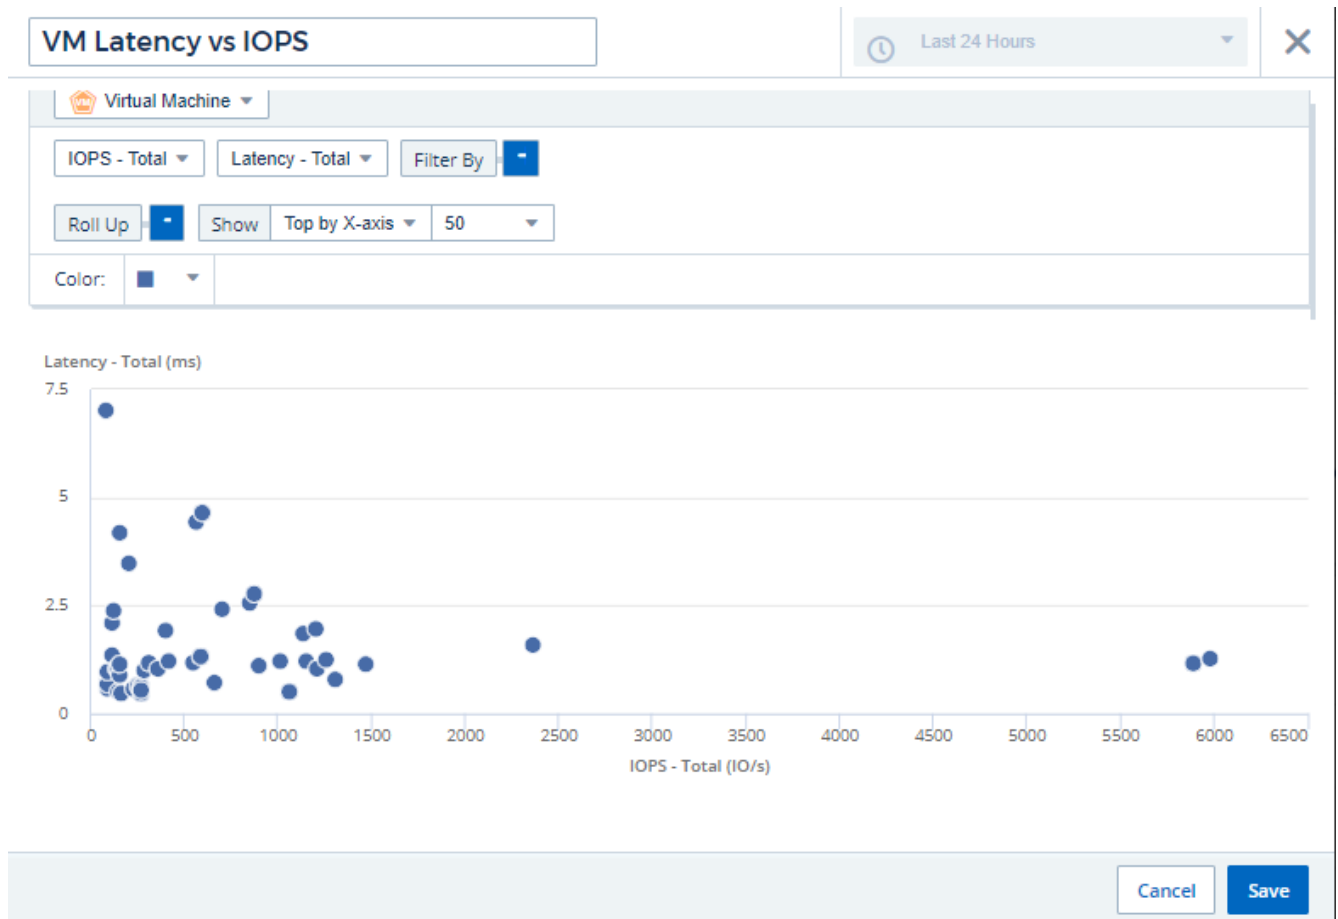 VM Latency vs IOPS
Last 24 Hours
VM Virtual Machine
IOPS - Total Latency - Total Filter By -
Roll Up - Show Top by X-axis 50
Color:
Latency - Total (ms)
7.5
5
2.5
0
0 500 1000 1500 2000 2500 3000 3500 4000 4500 5000 5500 6000 6500
IOPS - Total (IO/s)
Cancel Save